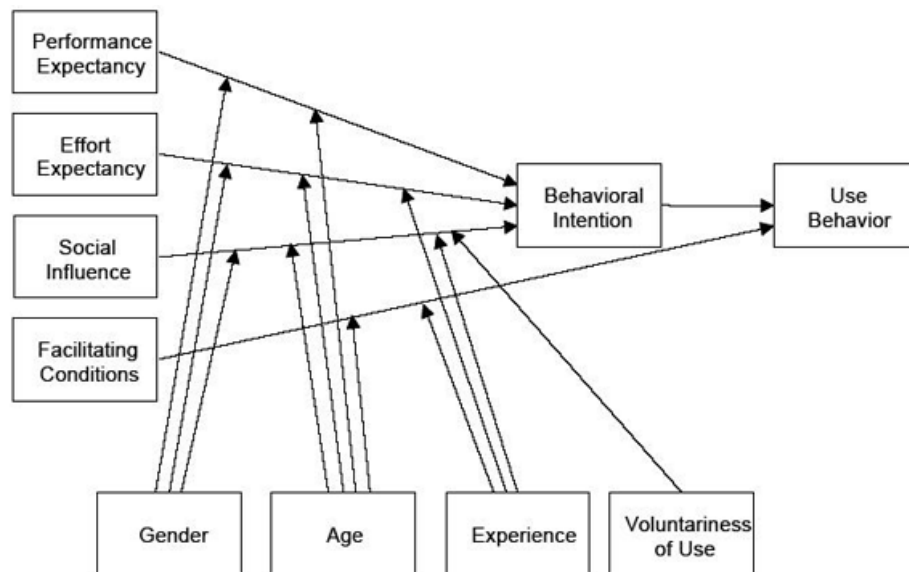 Performance
Expectancy
Effort
Expectancy
Social
Influence
Facilitating
Conditions
Behavioral
Intention
Use
Behavior
Gender
Age
Experience
Voluntariness
of Use